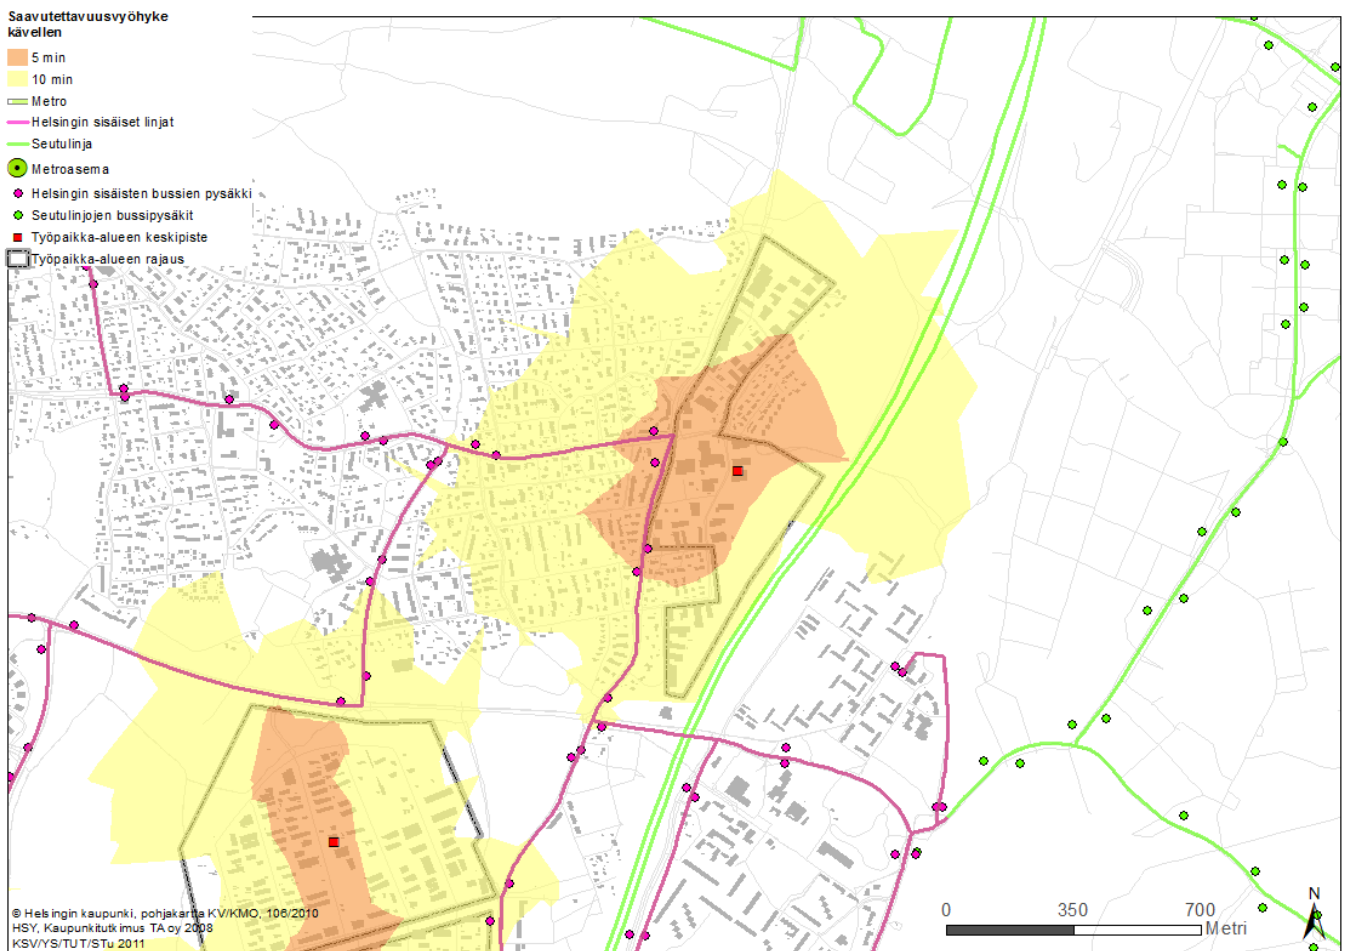 Saavutettavuusvyöhyke
kävellen
5 min
10 min
Metro
Helsingin sisäiset linjat
Seutulinja
Metroasema
Helsingin sisäisten bussien pysäkki
Seutulinjojen bussipysäkit
Työpaikka-alueen keskipiste
Työpaikka-alueen rajaus
© Helsingin kaupunki, pohjakartta KV/KMO, 106/2010
HSY, Kaupunkitutkimus TA oy 2008
KSV/YS/TUT/STu 2011
0 350 700
Metri
N